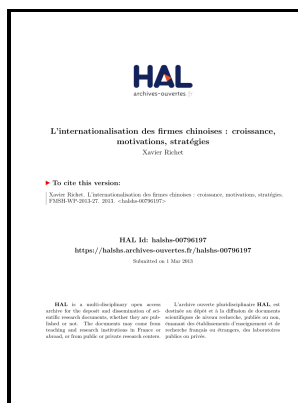 HAL
archives-ouvertes.fr
L'internationalisation des firmes chinoises : croissance,
motivations, stratégies
Xavier Richet
To cite this version:
Xavier Richet. L'internationalisation des firmes chinoises : croissance, motivations, stratégies.
FMSH-WP-2013-27. 2013. <halshs-00796197>
HAL Id: halshs-00796197
https://halshs.archives-ouvertes.fr/halshs-00796197
Submitted on 1 Mar 2013
HAL is a multi-disciplinary open access
archive for the deposit and dissemination of sci-
entific research documents, whether they are pub-
lished or not. The documents may come from
teaching and research institutions in France or
abroad, or from public or private research centers.
L'archive ouverte pluridisciplinaire HAL, est
destinée au dépôt et à la diffusion de documents
scientifiques de niveau recherche, publiés ou non,
émanant des établissements d'enseignement et de
recherche français ou étrangers, des laboratoires
publics ou privés.